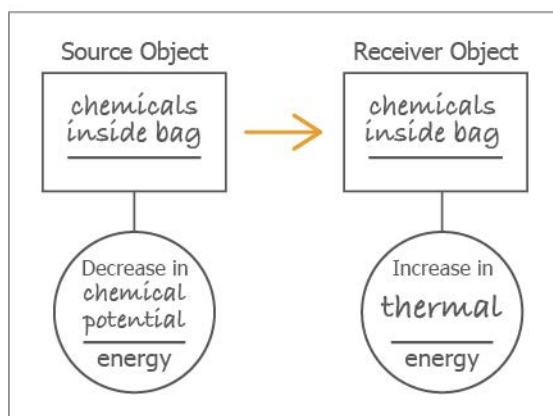 Source Object
chemicals
inside bag
Decrease in
chemical
potential
energy
Receiver Object
chemicals
inside bag
Increase in
thermal
energy